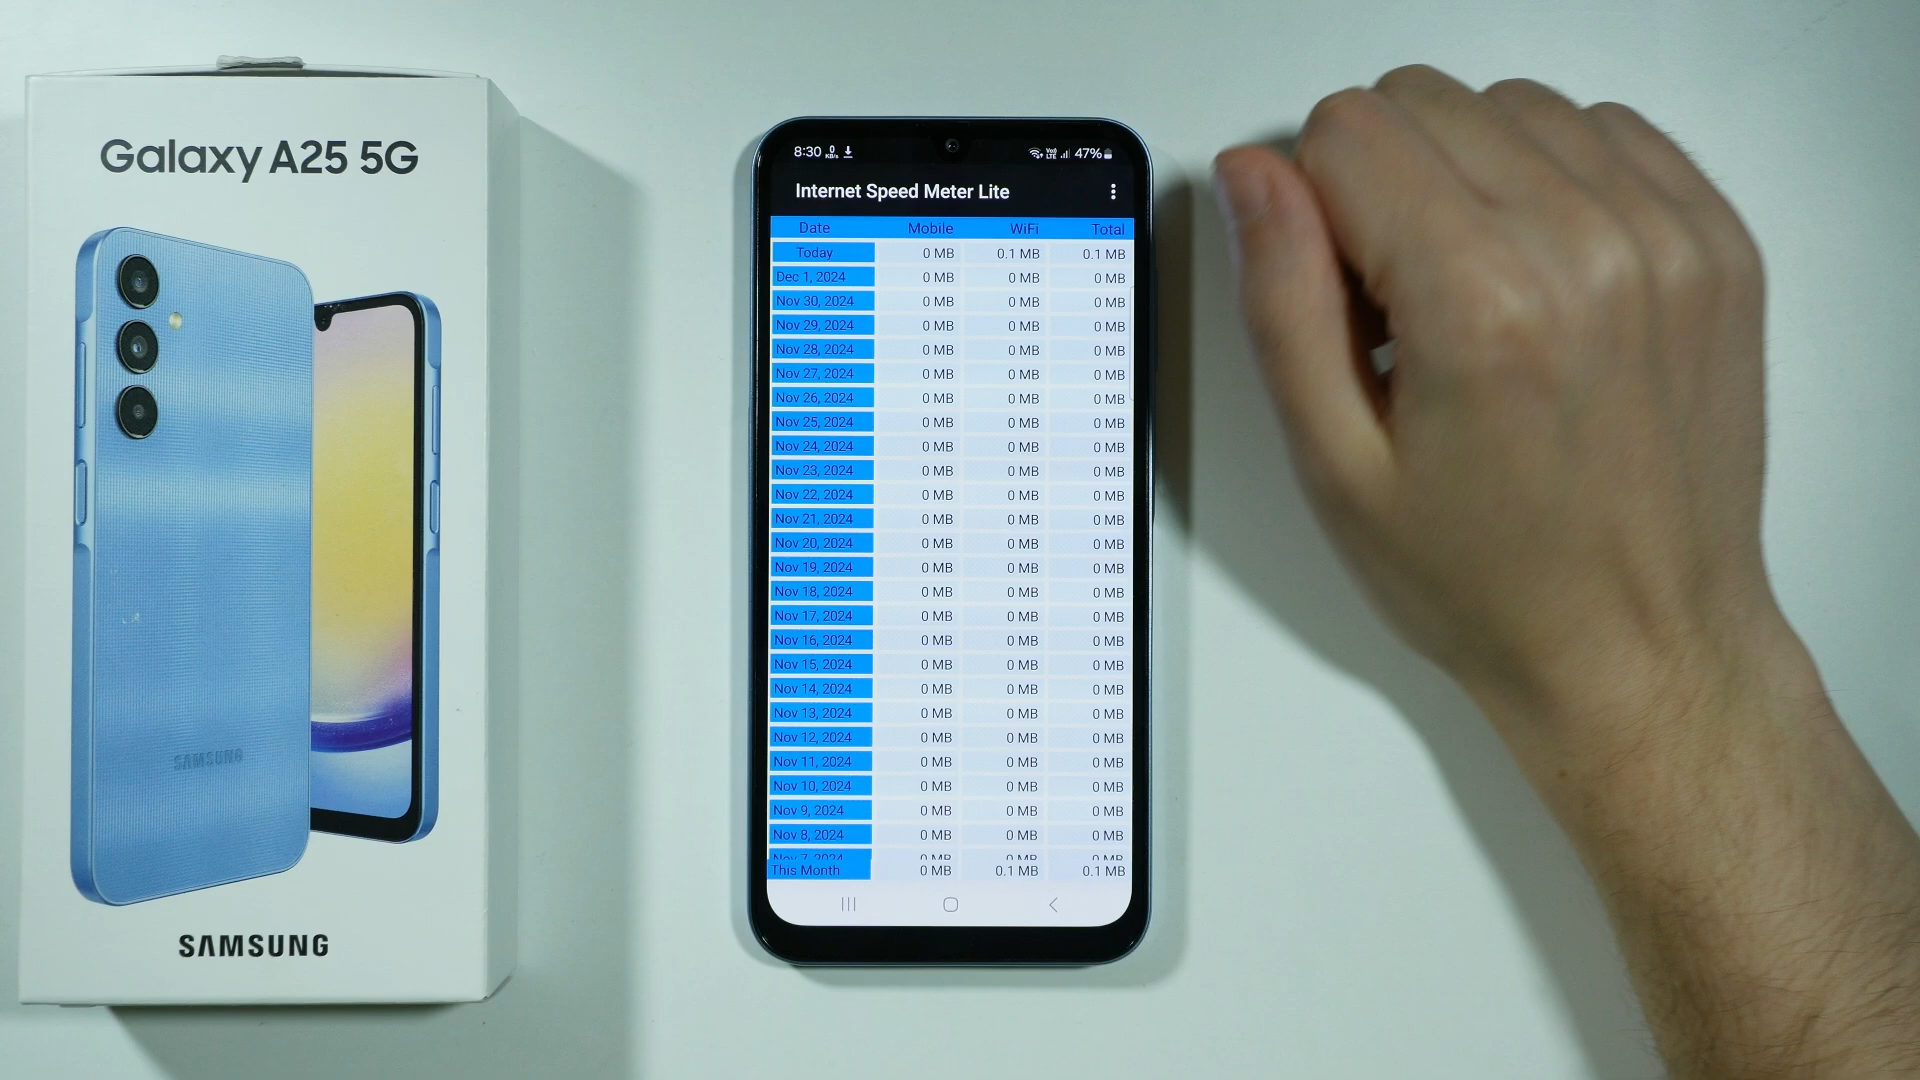 Galaxy A25 5G
SAMSUNG
SAMSUNG
8:30 0 KB/s Vo) LTE 47%
Internet Speed Meter Lite
Date Mobile WiFi Total
Today 0 MB 0.1 MB 0.1 MB
Dec 1, 2024 0 MB 0 MB 0 MB
Nov 30, 2024 0 MB 0 MB 0 MB
Nov 29, 2024 0 MB 0 MB 0 MB
Nov 28, 2024 0 MB 0 MB 0 MB
Nov 27, 2024 0 MB 0 MB 0 MB
Nov 26, 2024 0 MB 0 MB 0 MB
Nov 25, 2024 0 MB 0 MB 0 MB
Nov 24, 2024 0 MB 0 MB 0 MB
Nov 23, 2024 0 MB 0 MB 0 MB
Nov 22, 2024 0 MB 0 MB 0 MB
Nov 21, 2024 0 MB 0 MB 0 MB
Nov 20, 2024 0 MB 0 MB 0 MB
Nov 19, 2024 0 MB 0 MB 0 MB
Nov 18, 2024 0 MB 0 MB 0 MB
Nov 17, 2024 0 MB 0 MB 0 MB
Nov 16, 2024 0 MB 0 MB 0 MB
Nov 15, 2024 0 MB 0 MB 0 MB
Nov 14, 2024 0 MB 0 MB 0 MB
Nov 13, 2024 0 MB 0 MB 0 MB
Nov 12, 2024 0 MB 0 MB 0 MB
Nov 11, 2024 0 MB 0 MB 0 MB
Nov 10, 2024 0 MB 0 MB 0 MB
Nov 9, 2024 0 MB 0 MB 0 MB
Nov 8, 2024 0 MB 0 MB 0 MB
Nov 7, 2024 0 MB 0 MB 0 MB
This Month 0 MB 0.1 MB 0.1 MB